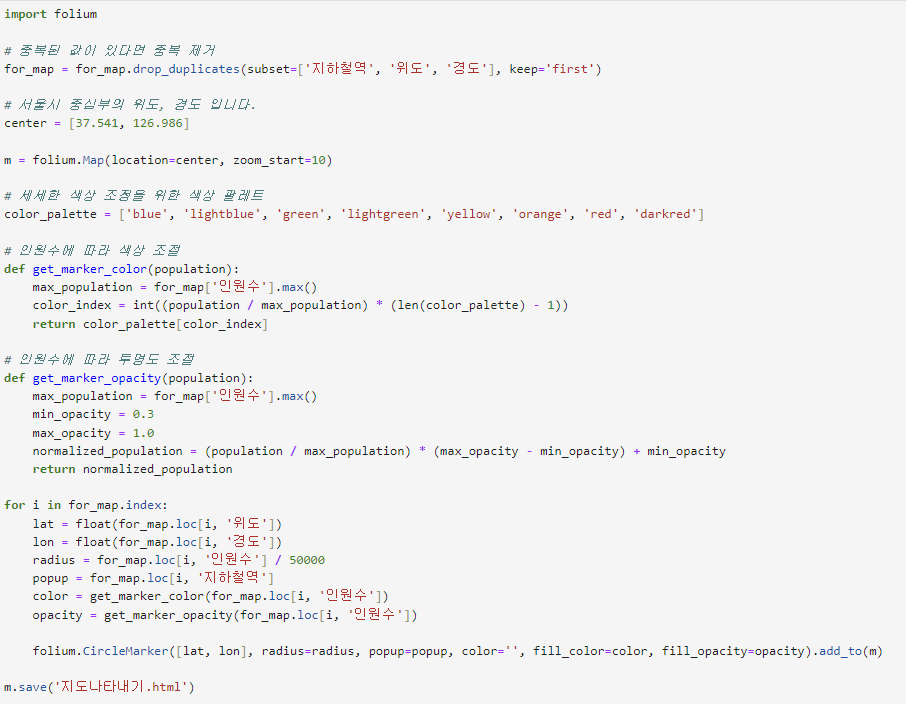 import folium
# 중복된 값이 있다면 중복 제거
for_map = for_map.drop_duplicates(subset=['지하철역', '위도', '경도'], keep='first')
# 서울시 중심부의 위도, 경도 입니다.
center = [37.541, 126.986]
m = folium.Map(location=center, zoom_start=10)
# 세세한 색상 조정을 위한 색상 팔레트
color_palette = ['blue', 'lightblue', 'green', 'lightgreen', 'yellow', 'orange', 'red', 'darkred']
# 인원수에 따라 색상 조절
def get_marker_color(population):
    max_population = for_map['인원수'].max()
    color_index = int((population / max_population) * (len(color_palette) - 1))
    return color_palette[color_index]
# 인원수에 따라 투명도 조절
def get_marker_opacity(population):
    max_population = for_map['인원수'].max()
    min_opacity = 0.3
    max_opacity = 1.0
    normalized_population = (population / max_population) * (max_opacity - min_opacity) + min_opacity
    return normalized_population
for i in for_map.index:
    lat = float(for_map.loc[i, '위도'])
    lon = float(for_map.loc[i, '경도'])
    radius = for_map.loc[i, '인원수'] / 50000
    popup = for_map.loc[i, '지하철역']
    color = get_marker_color(for_map.loc[i, '인원수'])
    opacity = get_marker_opacity(for_map.loc[i, '인원수'])
    folium.CircleMarker([lat, lon], radius=radius, popup=popup, color='', fill_color=color, fill_opacity=opacity).add_to(m)
m.save('지도나타내기.html')